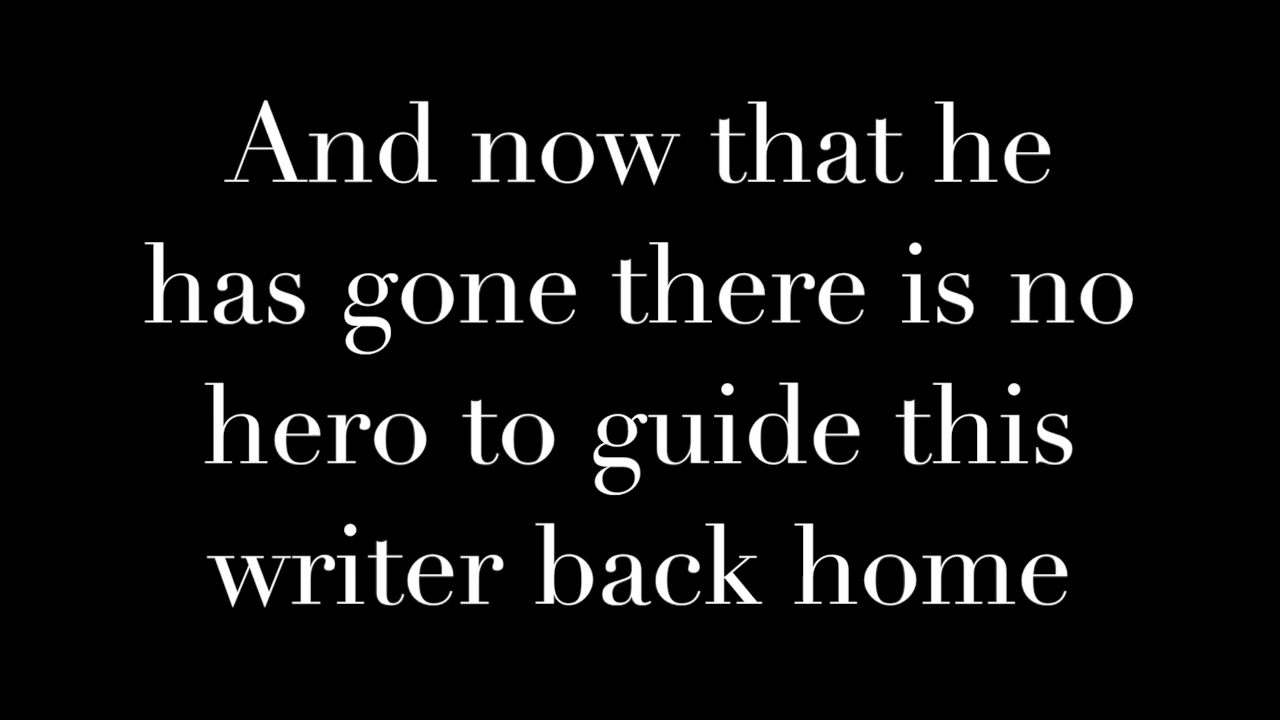 And now that he
has gone there is no
hero to guide this
writer back home